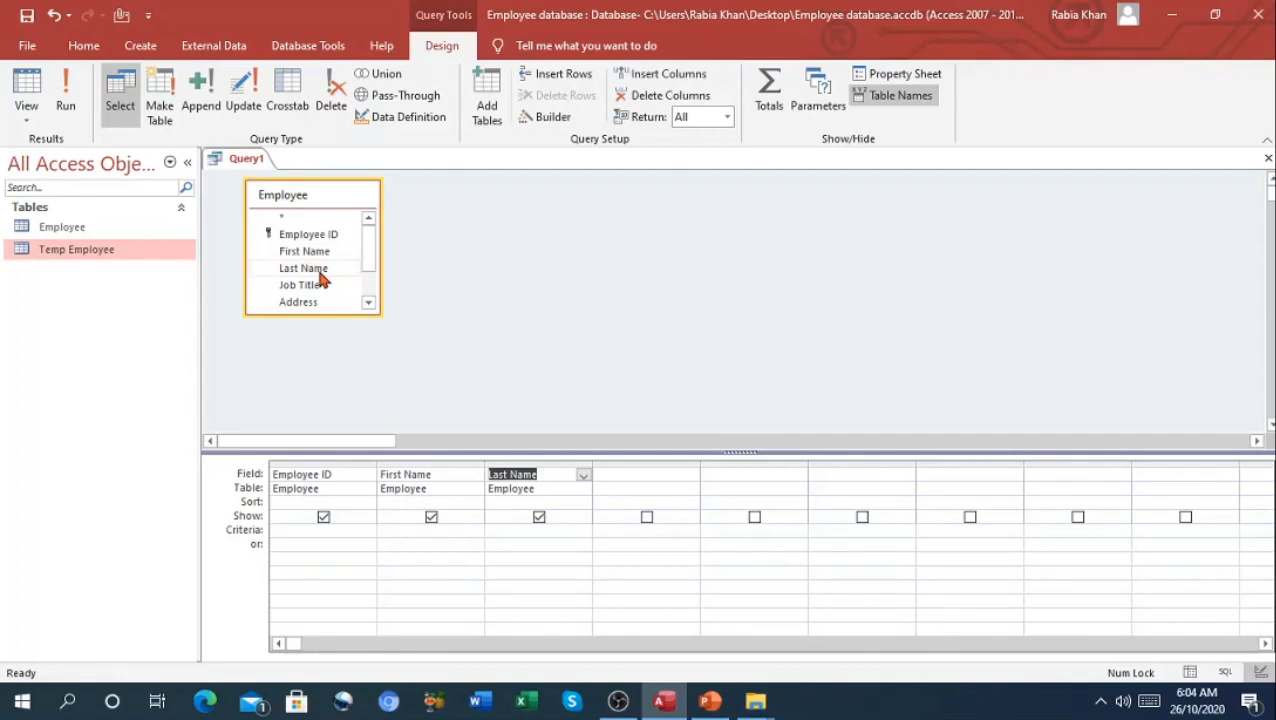 Query Tools
Employee database : Database- C:\Users\Rabia Khan\Desktop\Employee database.accdb (Access 2007 - 201...
Rabia Khan
File
Home
Create
External Data
Database Tools
Help
Design
Tell me what you want to do
View
Run
Select
Make Table
Append
Update
Crosstab
Delete
Union
Pass-Through
Data Definition
Add Tables
Insert Rows
Delete Rows
Builder
Insert Columns
Delete Columns
Return: All
Totals
Parameters
Property Sheet
XYZ
Table Names
Results
Query Type
Query Setup
Show/Hide
All Access Obje...
Search...
Tables
Employee
Temp Employee
Query1
Employee
*
Employee ID
First Name
Last Name
Job Title
Address
Field: Employee ID First Name Last Name
Table: Employee Employee Employee
Sort:
Show:
Criteria:
or:
Ready
Num Lock
SQL
6:04 AM
26/10/2020